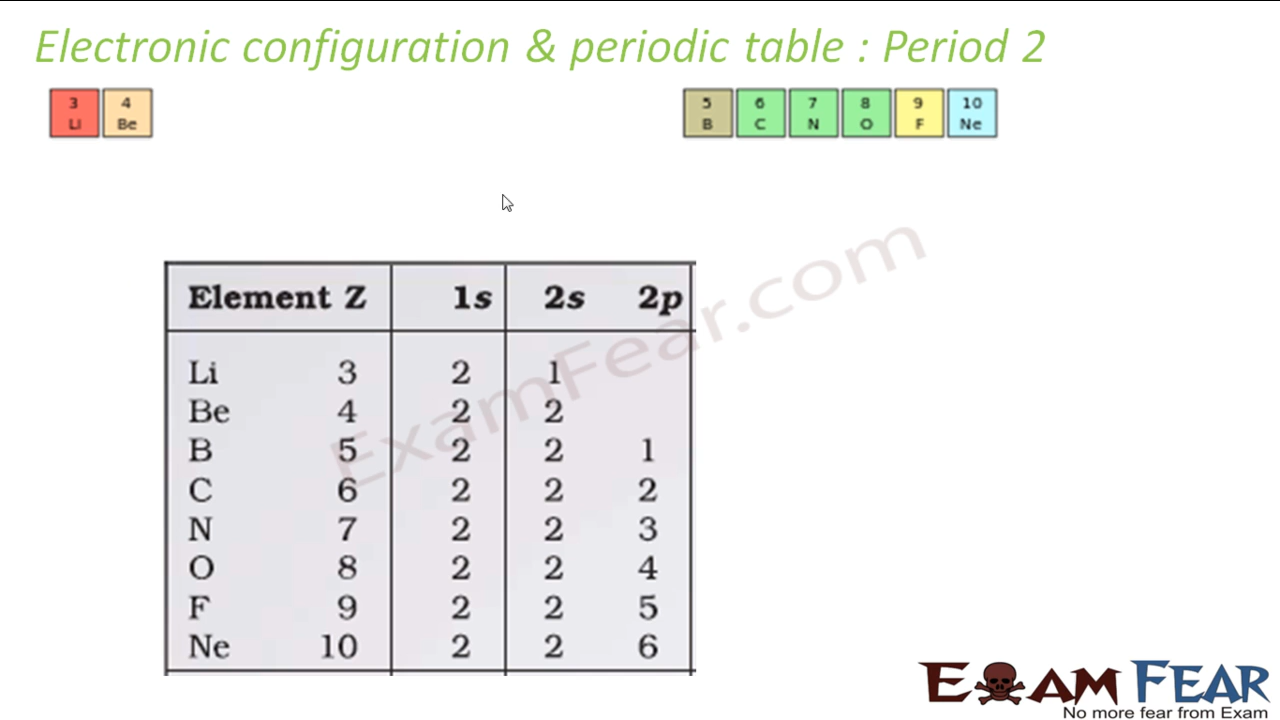 Electronic configuration & periodic table : Period 2
3 4 5 6 7 8 9 10
Li Be B C N O F Ne
Element Z 1s 2s 2p
Li 3 2 1
Be 4 2 2
B 5 2 2 1
C 6 2 2 2
N 7 2 2 3
O 8 2 2 4
F 9 2 2 5
Ne 10 2 2 6
ExamFear.com
EXAM FEAR
No more fear from Exam